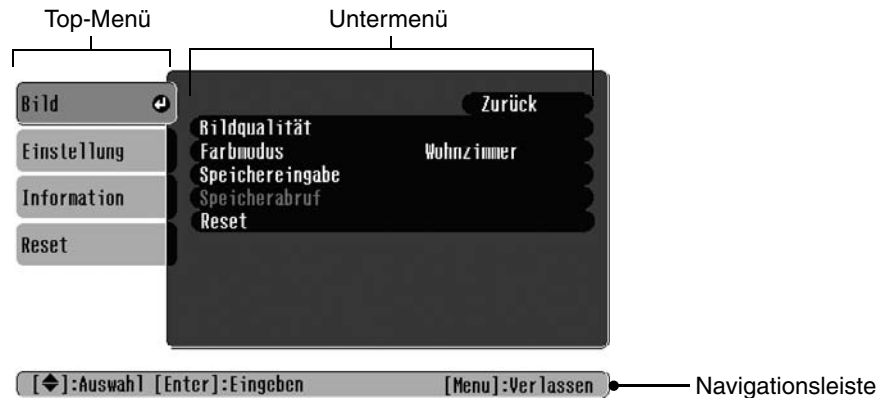 Top-Menü
Untermenü
Bild
Einstellung
Information
Reset
Zurück
Bildqualität
Farbmodus Wohnzimmer
Speichereingabe
Speicherabruf
Reset
[◆]:Auswahl [Enter]:Eingeben [Menu]:Verlassen
Navigationsleiste